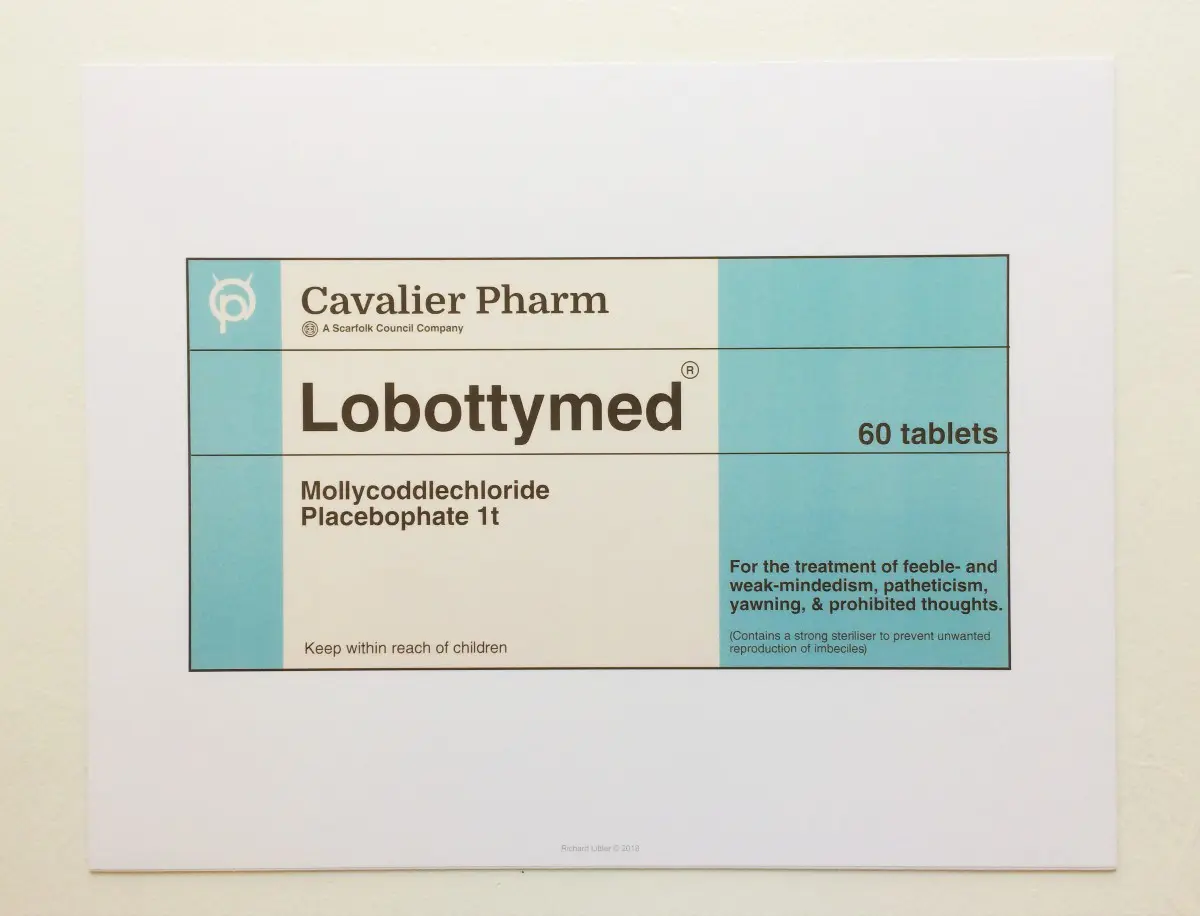 Cavalier Pharm
A Scarfolk Council Company
Lobottymed®
60 tablets
Mollycoddlechloride
Placebophate 1t
For the treatment of feeble- and
weak-mindedism, patheticism,
yawning, & prohibited thoughts.
(Contains a strong steriliser to prevent unwanted
reproduction of imbeciles)
Keep within reach of children
Richard Littler © 2018